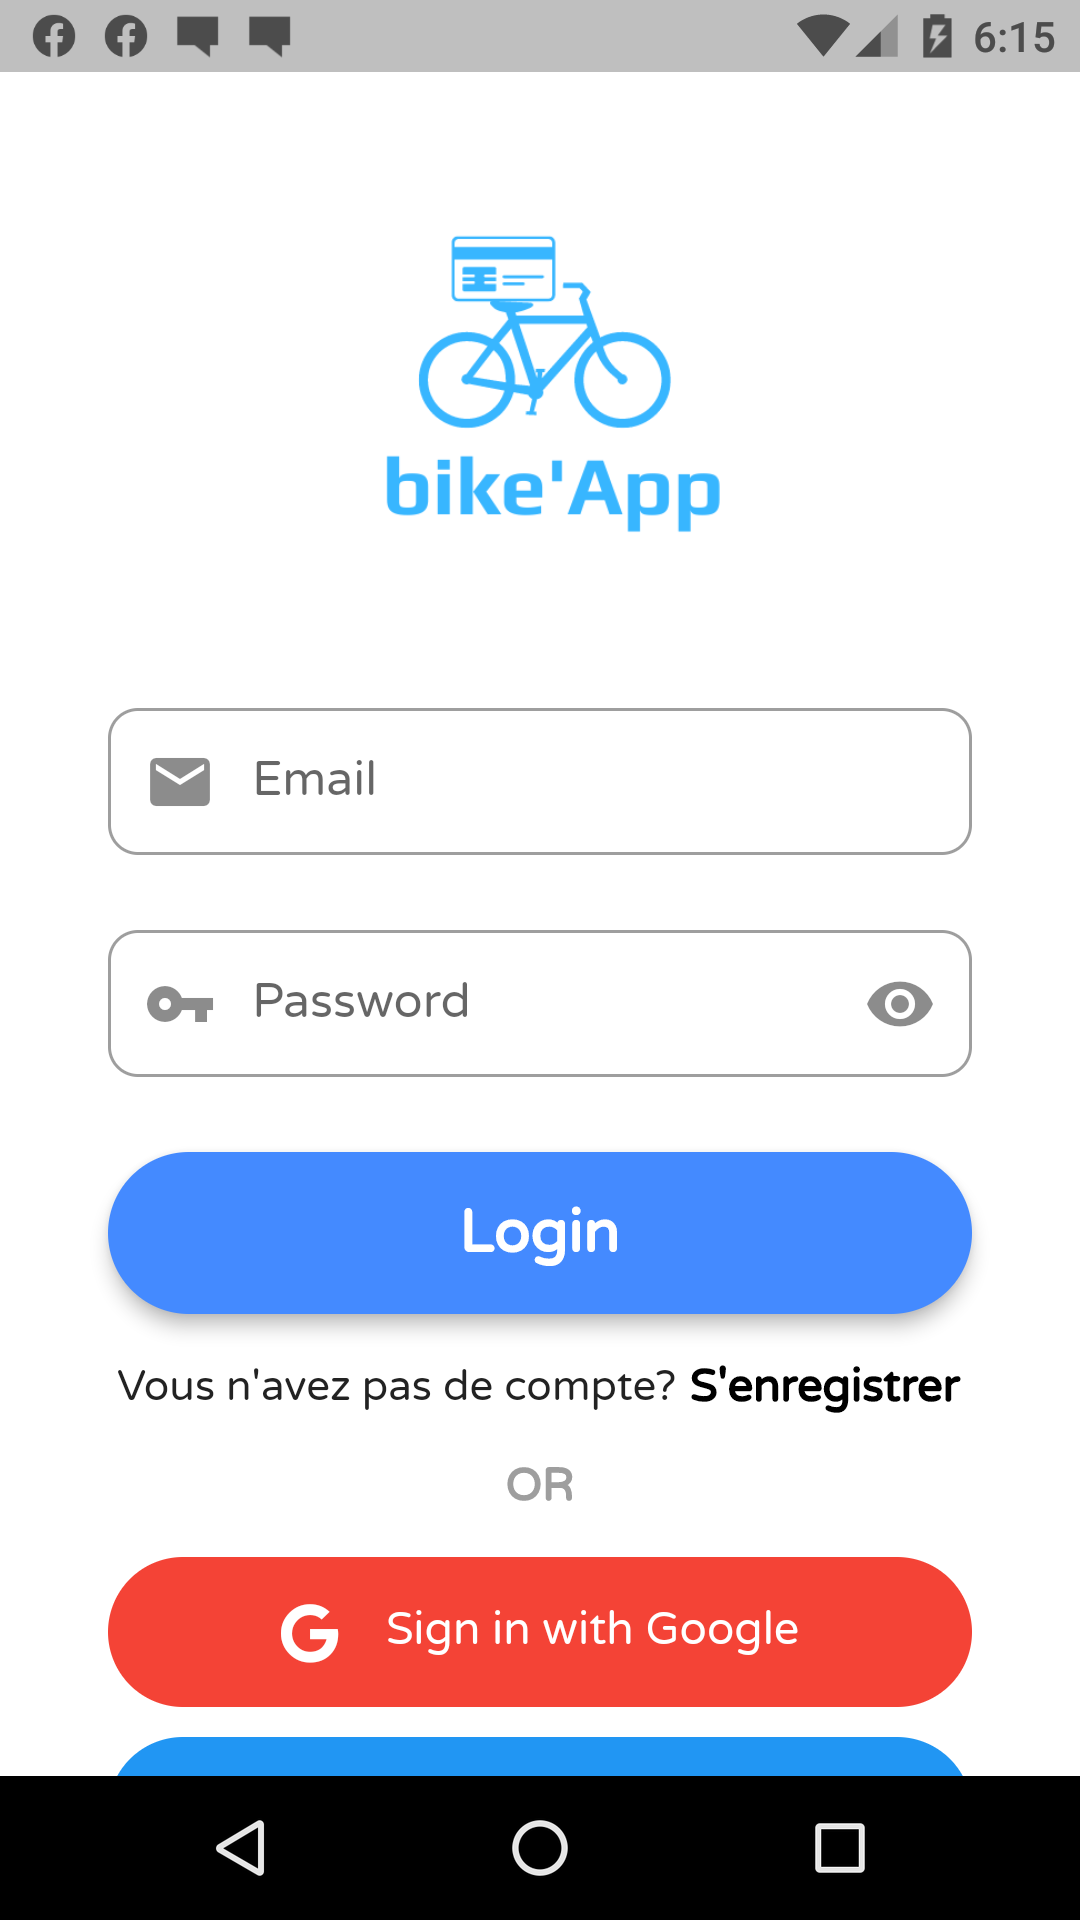 6:15
bike'App
Email
Password
Login
Vous n'avez pas de compte? S'enregistrer
OR
Sign in with Google